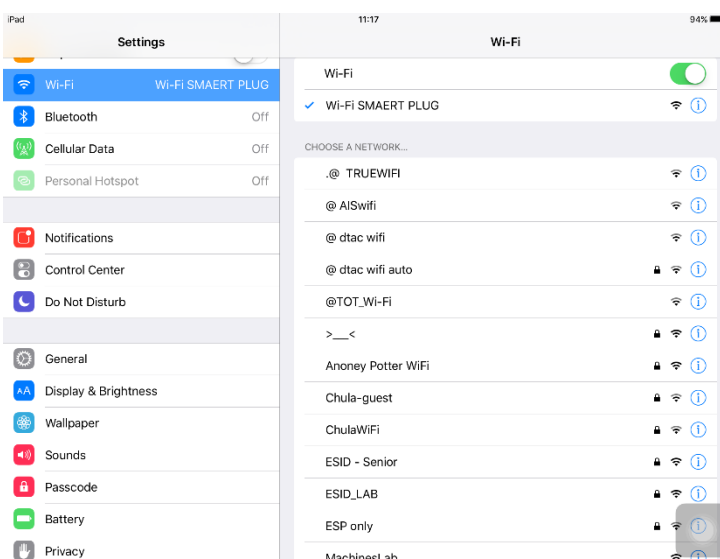 iPad 11:17 94%
Settings
Wi-Fi
Wi-Fi Wi-Fi SMAERT PLUG
Bluetooth Off
Cellular Data Off
Personal Hotspot Off
Notifications
Control Center
Do Not Disturb
General
Display & Brightness
Wallpaper
Sounds
Passcode
Battery
Privacy
Wi-Fi
Wi-Fi SMAERT PLUG
CHOOSE A NETWORK...
.@ TRUEWIFI
@ AISwifi
@ dtac wifi
@ dtac wifi auto
@TOT_Wi-Fi
>__<
Anoney Potter WiFi
Chula-guest
ChulaWiFi
ESID - Senior
ESID_LAB
ESP only
MachinesLab